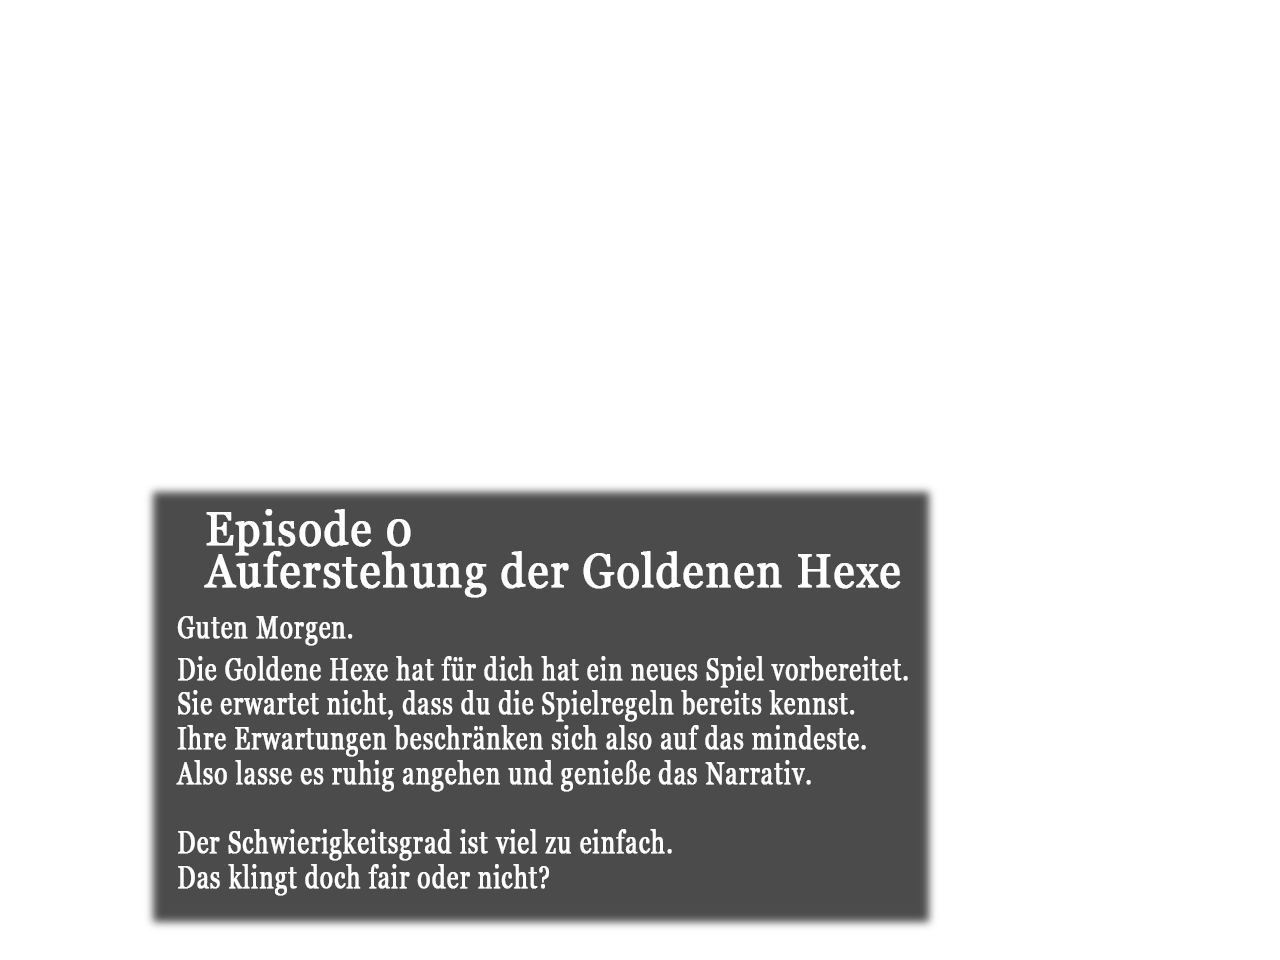 Episode 0
Auferstehung der Goldenen Hexe
Guten Morgen.
Die Goldene Hexe hat für dich hat ein neues Spiel vorbereitet.
Sie erwartet nicht, dass du die Spielregeln bereits kennst.
Ihre Erwartungen beschränken sich also auf das mindeste.
Also lasse es ruhig angehen und genieße das Narrativ.
Der Schwierigkeitsgrad ist viel zu einfach.
Das klingt doch fair oder nicht?